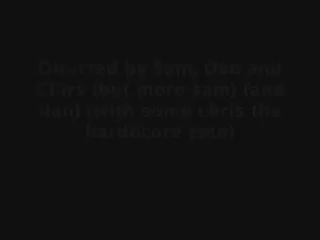 Directed by Sam, Dan and
Chris (but more sam) (and
dan) (with some chris the
hardcore